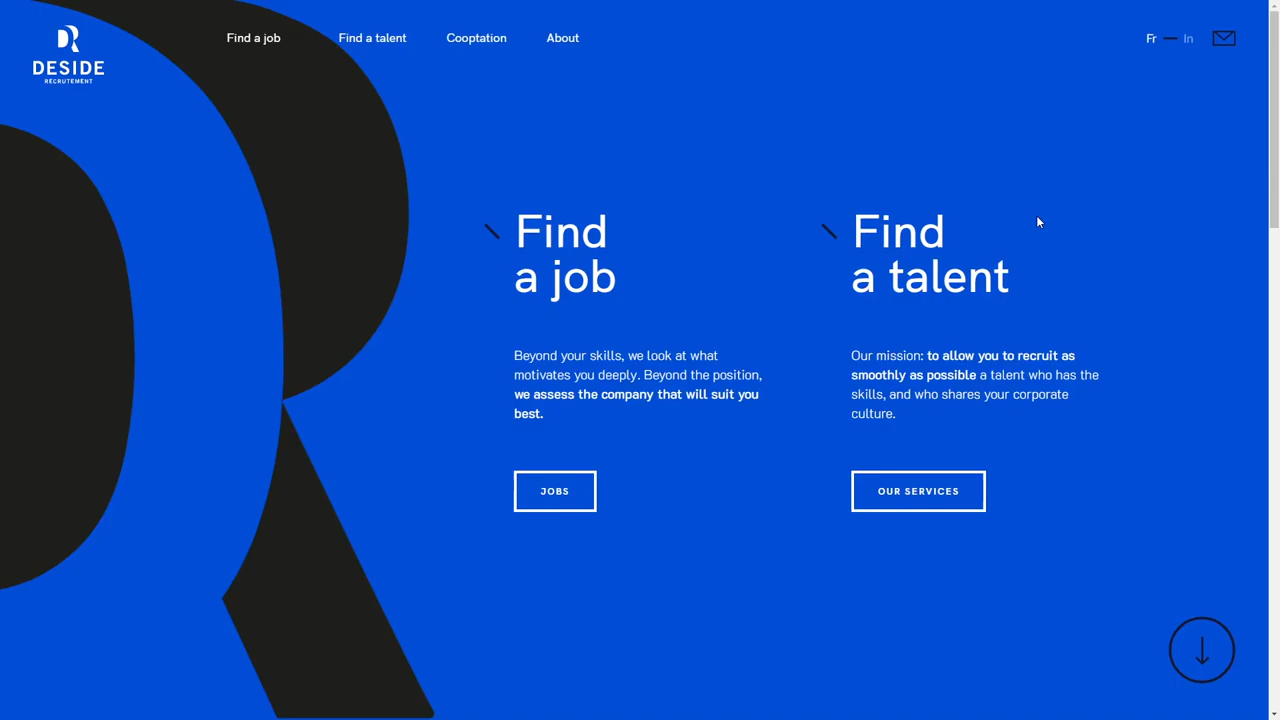 Find a job
Find a talent
Cooptation
About
Fr
In
DESIDE
RECRUTEMENT
Find
a job
Beyond your skills, we look at what
motivates you deeply. Beyond the position,
we assess the company that will suit you
best.
JOBS
Find
a talent
Our mission: to allow you to recruit as
smoothly as possible a talent who has the
skills, and who shares your corporate
culture.
OUR SERVICES